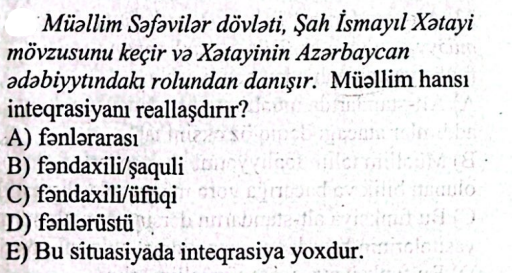 Müəllim Səfəvilər dövləti, Şah İsmayıl Xətayi
mövzusunu keçir və Xətayinin Azərbaycan
ədəbiyytındakı rolundan danışır. Müəllim hansı
inteqrasiyanı reallaşdırır?
A) fənlərarası
B) fəndaxili/şaquli
C) fəndaxili/üfüqi
D) fənlərüstü
E) Bu situasiyada inteqrasiya yoxdur.